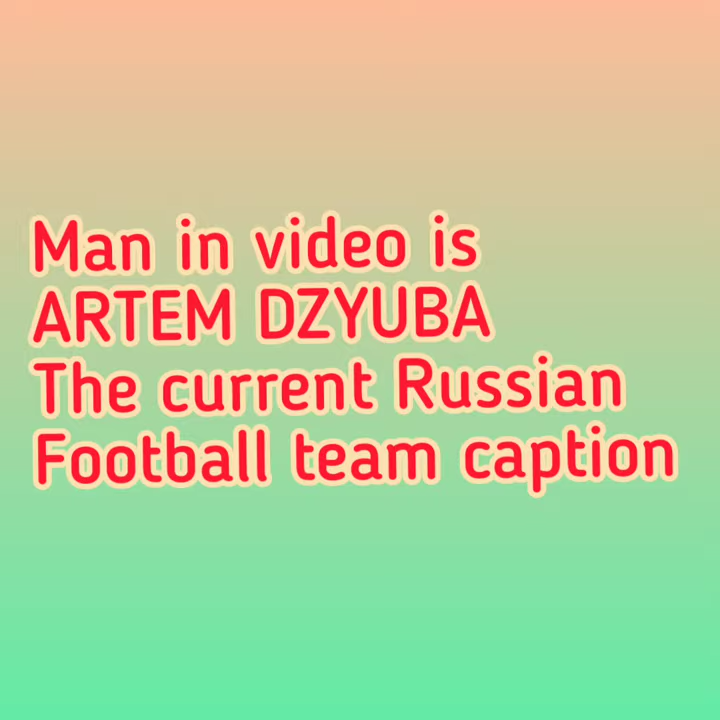 Man in video is
ARTEM DZYUBA
The current Russian
Football team caption